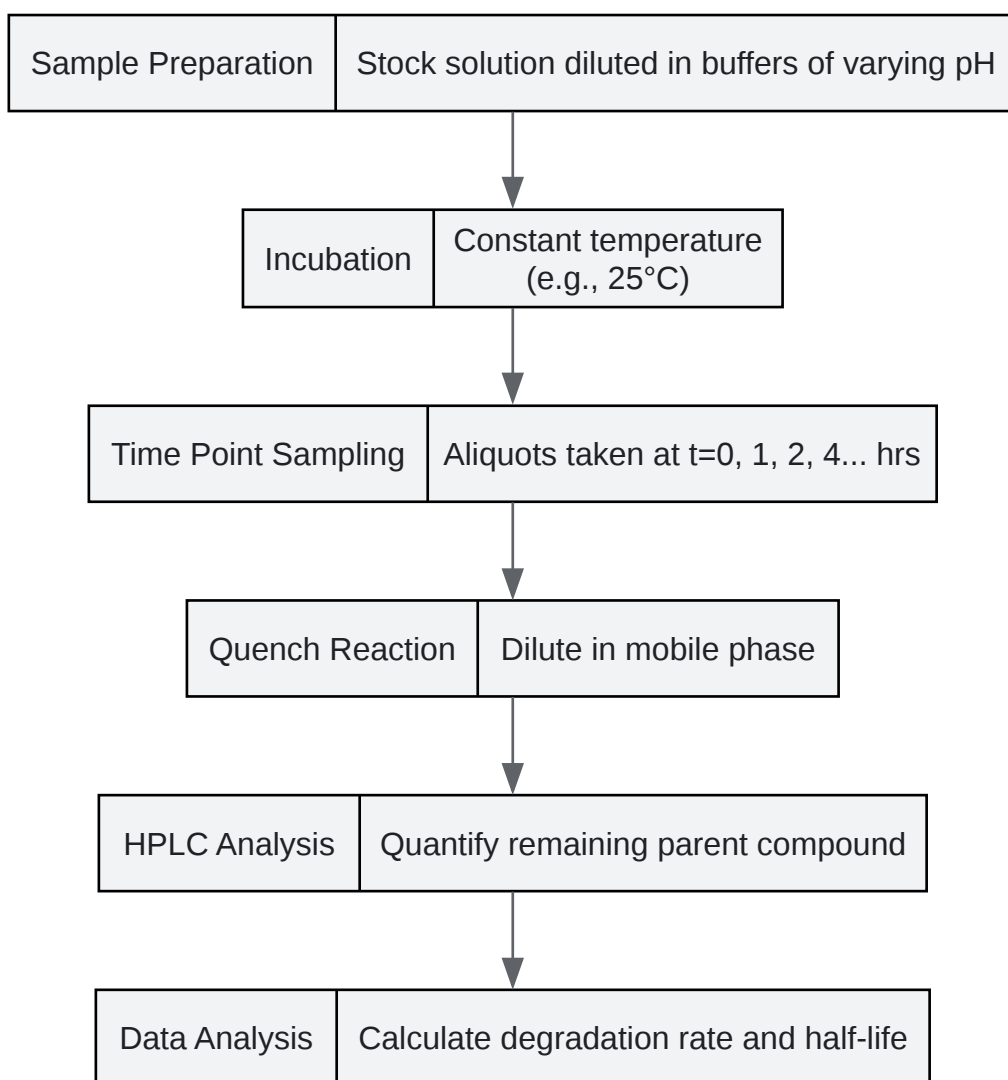 Sample Preparation
Stock solution diluted in buffers of varying pH
Incubation
Constant temperature
(e.g., 25°C)
Time Point Sampling
Aliquots taken at t=0, 1, 2, 4... hrs
Quench Reaction
Dilute in mobile phase
HPLC Analysis
Quantify remaining parent compound
Data Analysis
Calculate degradation rate and half-life